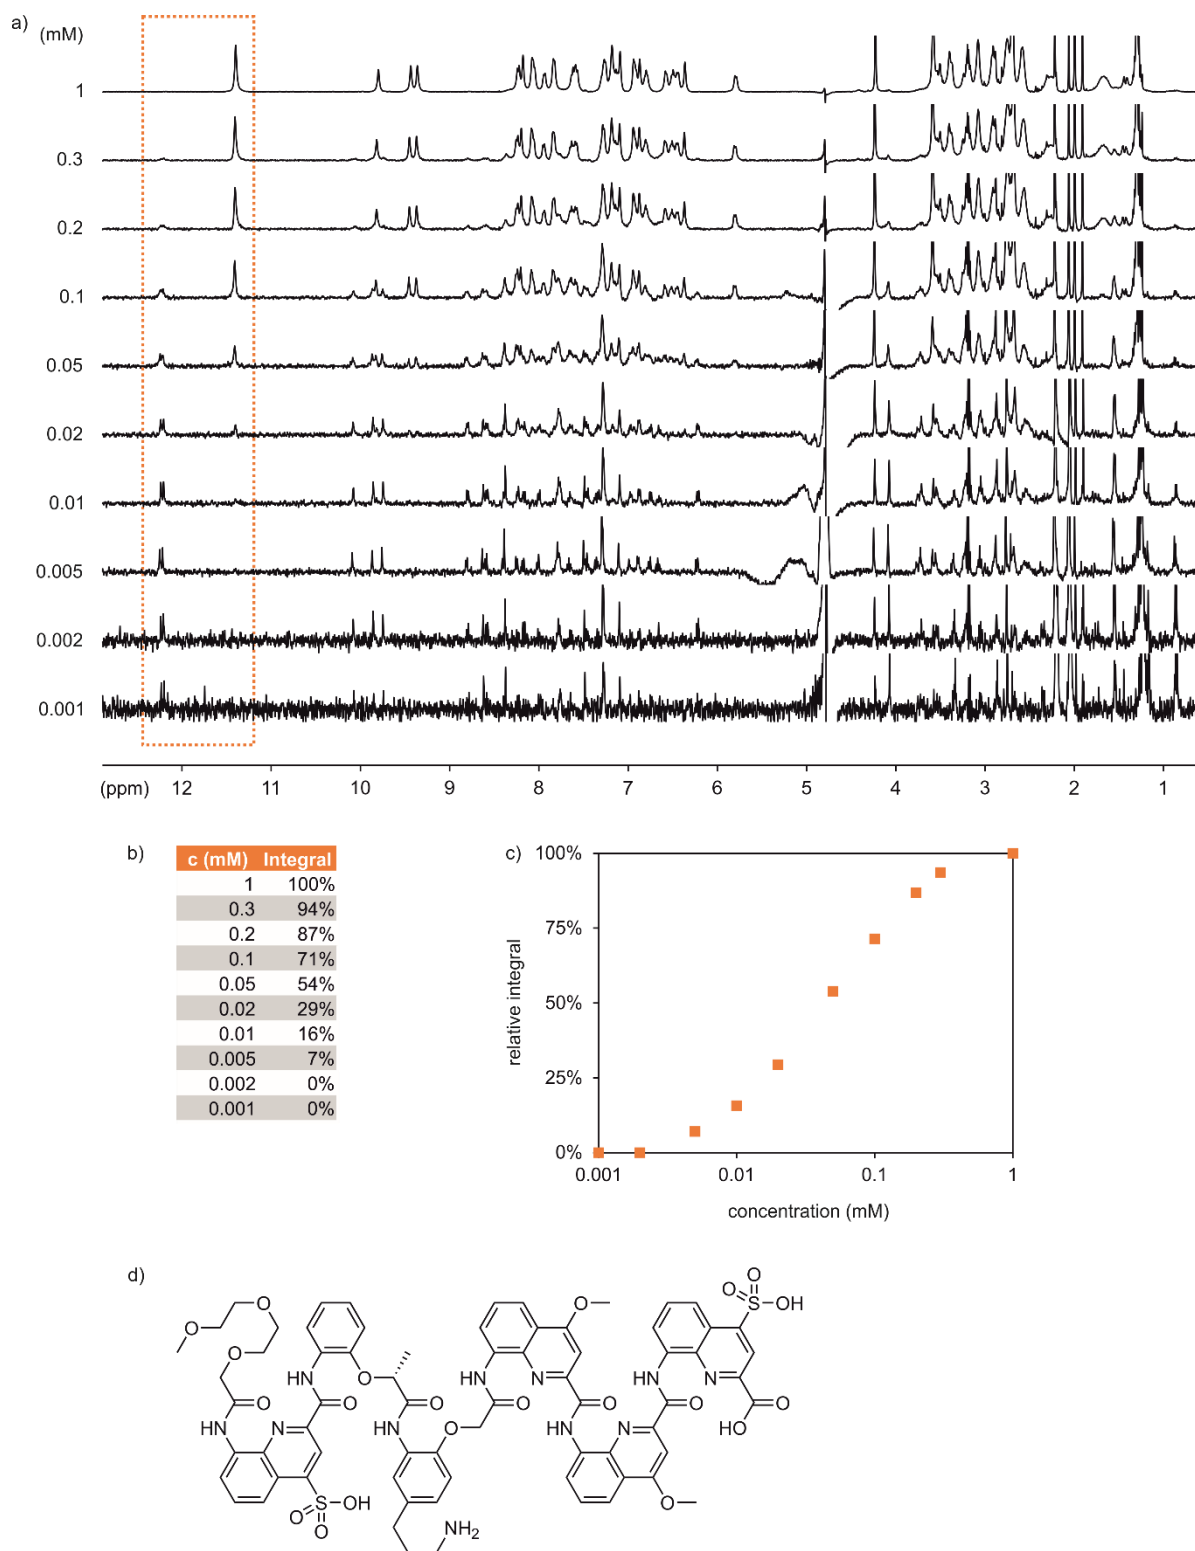 a)
(mM)
1
0.3
0.2
0.1
0.05
0.02
0.01
0.005
0.002
0.001
(ppm) 12 11 10 9 8 7 6 5 4 3 2 1
b)
c (mM) Integral
1 100%
0.3 94%
0.2 87%
0.1 71%
0.05 54%
0.02 29%
0.01 16%
0.005 7%
0.002 0%
0.001 0%
c)
100%
75%
50%
25%
0%
relative integral
0.001 0.01 0.1 1
concentration (mM)
d)
O
O
O
O
HN
N
HN
O
O
O
HN
O
O
HN
N
O
O
HN
N
O
HN
N
O
HO
O
O
S
OH
O
O
S
OH
O
O
NH2